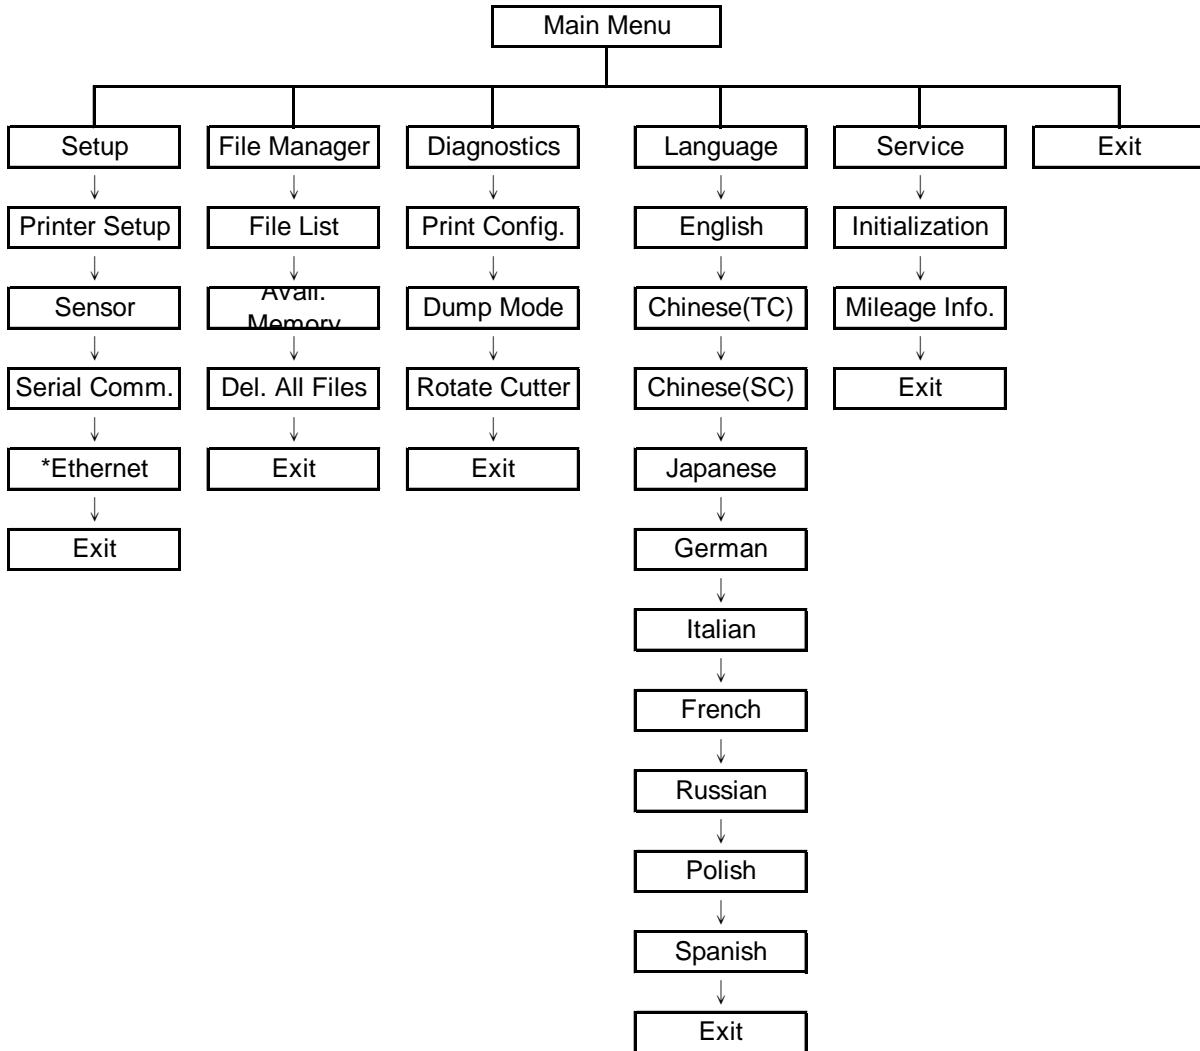 Main Menu
Setup
File Manager
Diagnostics
Language
Service
Exit
Printer Setup
File List
Print Config.
English
Initialization
Sensor
Avail.
Memory
Dump Mode
Chinese(TC)
Mileage Info.
Serial Comm.
Del. All Files
Rotate Cutter
Chinese(SC)
Exit
*Ethernet
Exit
Exit
Japanese
Exit
German
Italian
French
Russian
Polish
Spanish
Exit